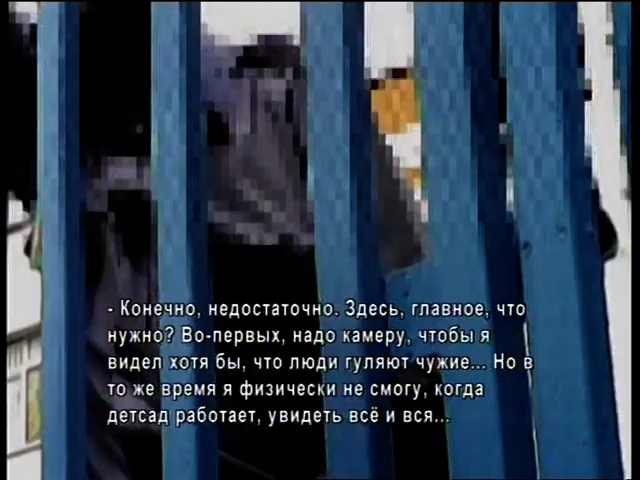 - Конечно, недостаточно. Здесь, главное, что
нужно? Во-первых, надо камеру, чтобы я
видел хотя бы, что люди гуляют чужие... Но в
то же время я физически не смогу, когда
детсад работает, увидеть всё и вся...